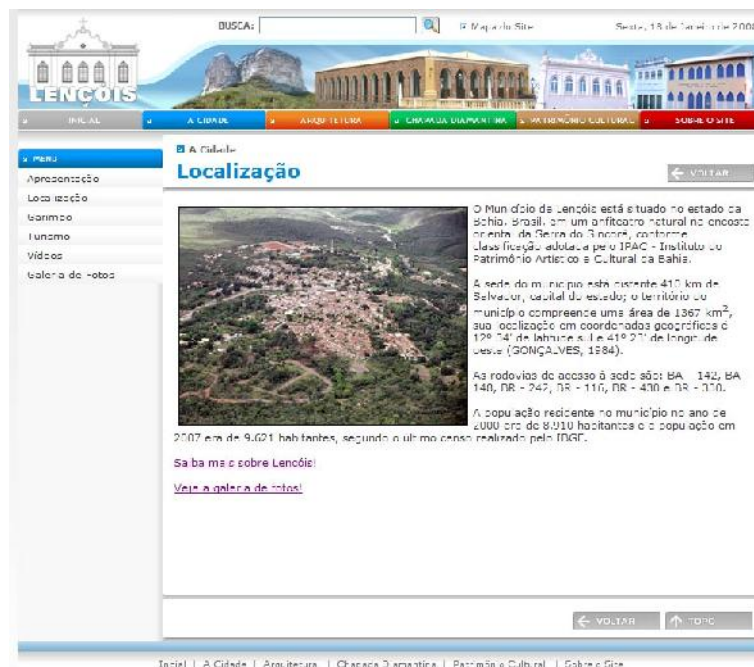 BUSCA:
Mapa do Site
Sexta, 18 de Janeiro de
LENÇÓIS
INICIAL
A CIDADE
ARQUITETURA
CHAPADA DIAMANTINA
PATRIMÔNIO CULTURAL
SOBRE O SITE
MENU
Apresentação
Localização
Garimpo
Turismo
Vídeos
Galeria de Fotos
A Cidade
Localização
VOLTAR
O Município de Lençóis está situado no estado da
Bahia, Brasil, em um anfiteatro natural na encosta
oriental da Serra do Sincorá, conforme
classificação adotada pelo IPAC - Instituto do
Patrimônio Artístico e Cultural da Bahia.
A sede do município está distante 410 km de
Salvador, capital do estado; o território do
município compreende uma área de 1367 km²,
sua localização em coordenadas geográficas é
de latitude sul e de longitude
oeste (GONÇALVES, 1984).
As rodovias de acesso à sede são: BA - 142, BA -
BR - 242, BR - 116, BR - e BR -
A população residente no município no ano de
2000 era de 8.910 habitantes e a população em
2007 era de 9.621 habitantes, segundo o último censo realizado pelo IBGE.
Saiba mais sobre Lençóis!
Veja a galeria de fotos!
VOLTAR
TOPO
Inicial | A Cidade | Arquitetura | Chapada Diamantina | Patrimônio Cultural | Sobre o Site